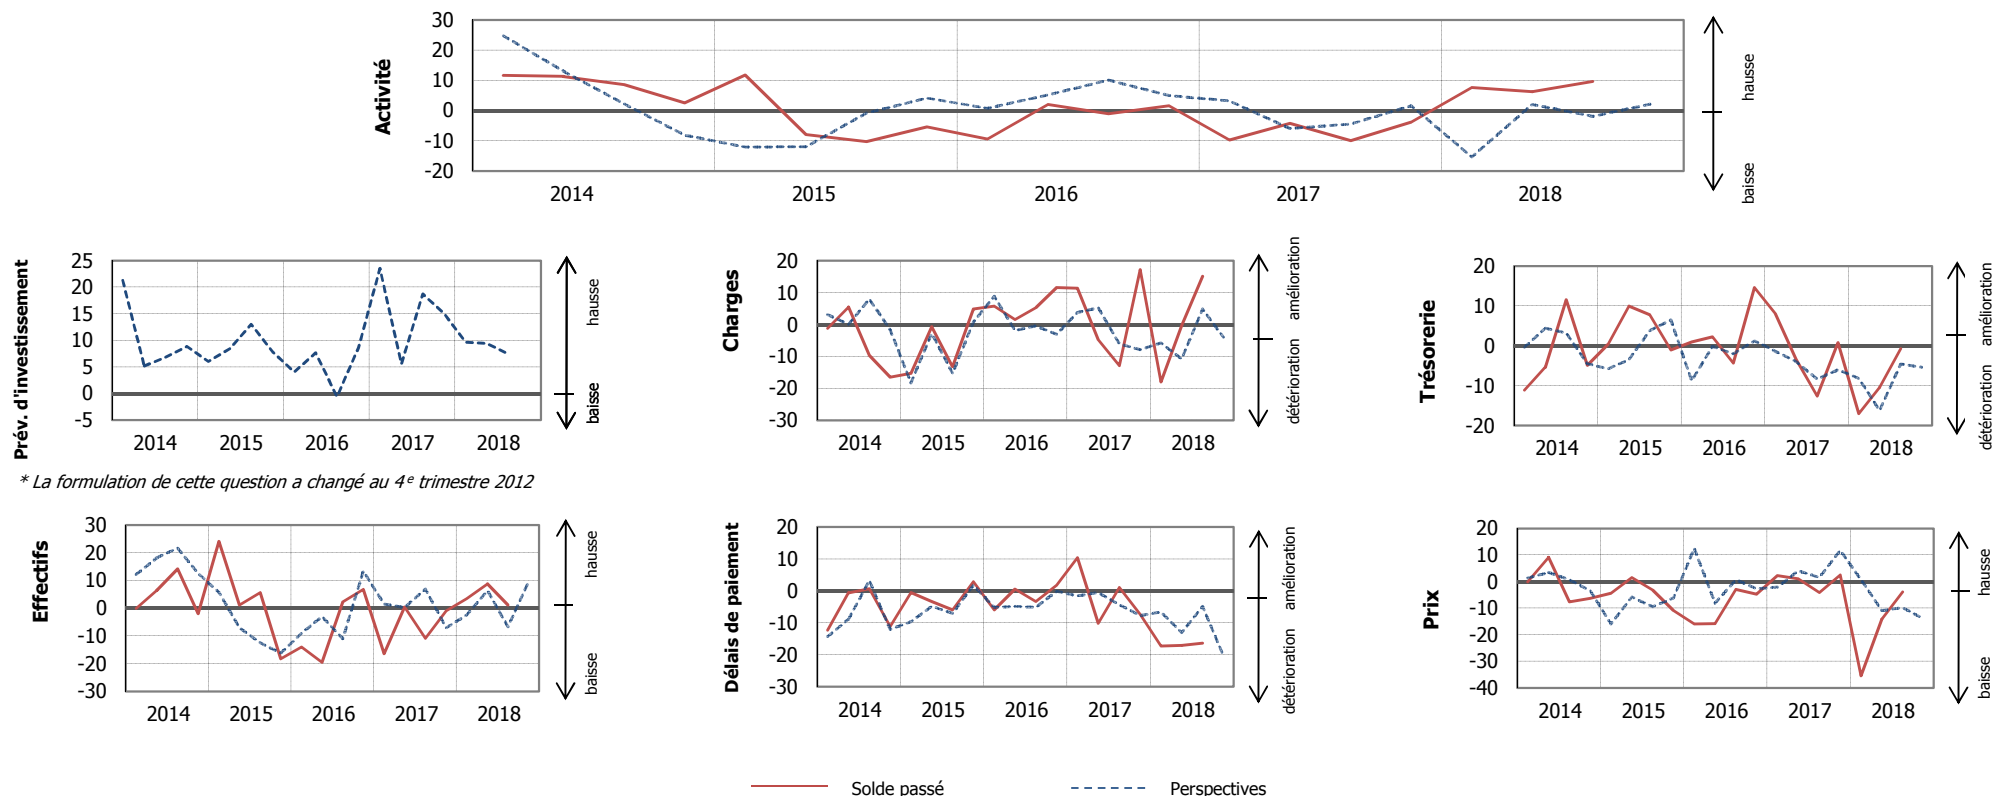 Activité
30
20
10
0
-10
-20
2014 2015 2016 2017 2018
hausse
baisse
Prév. d'investissement
25
20
15
10
5
0
-5
2014 2015 2016 2017 2018
hausse
baisse
* La formulation de cette question a changé au 4e trimestre 2012
Charges
20
10
0
-10
-20
-30
2014 2015 2016 2017 2018
amélioration
détérioration
Trésorerie
20
10
0
-10
-20
2014 2015 2016 2017 2018
amélioration
détérioration
Effectifs
30
20
10
0
-10
-20
-30
2014 2015 2016 2017 2018
hausse
baisse
Délais de paiement
20
10
0
-10
-20
-30
2014 2015 2016 2017 2018
amélioration
détérioration
Prix
20
10
0
-10
-20
-30
-40
2014 2015 2016 2017 2018
hausse
baisse
Solde passé Perspectives